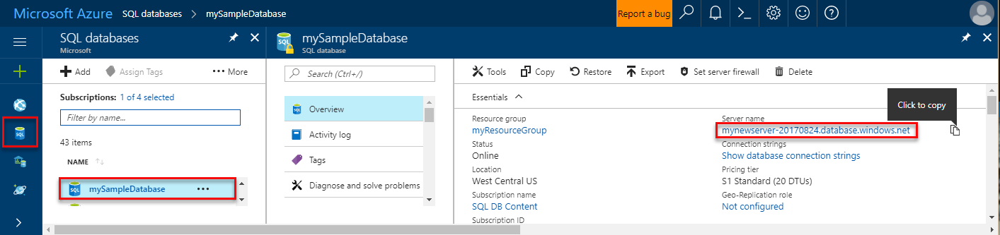 Microsoft Azure SQL databases > mySampleDatabase Report a bug
SQL databases
Microsoft
+ Add Assign Tags ••• More
Subscriptions: 1 of 4 selected
Filter by name...
43 items
NAME
mySampleDatabase •••
mySampleDatabase
SQL database
Search (Ctrl+/)
Overview
Activity log
Tags
Diagnose and solve problems
Tools Copy Restore Export Set server firewall Delete
Essentials
Click to copy
Resource group
myResourceGroup
Status
Online
Location
West Central US
Subscription name
SQL DB Content
Subscription ID
Server name
mynewserver-20170824.database.windows.net
Connection strings
Show database connection strings
Pricing tier
S1 Standard (20 DTUs)
Geo-Replication role
Not configured